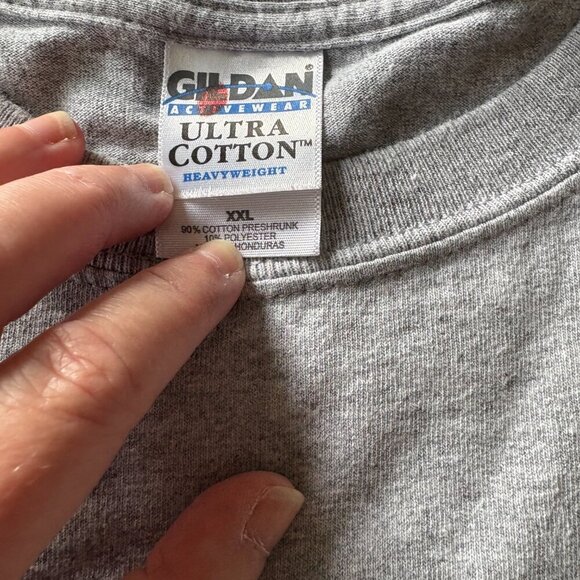 GILDAN®
ACTIVEWEAR
ULTRA
COTTON™
HEAVYWEIGHT
XXL
90% COTTON PRESHRUNK
10% POLYESTER
HONDURAS